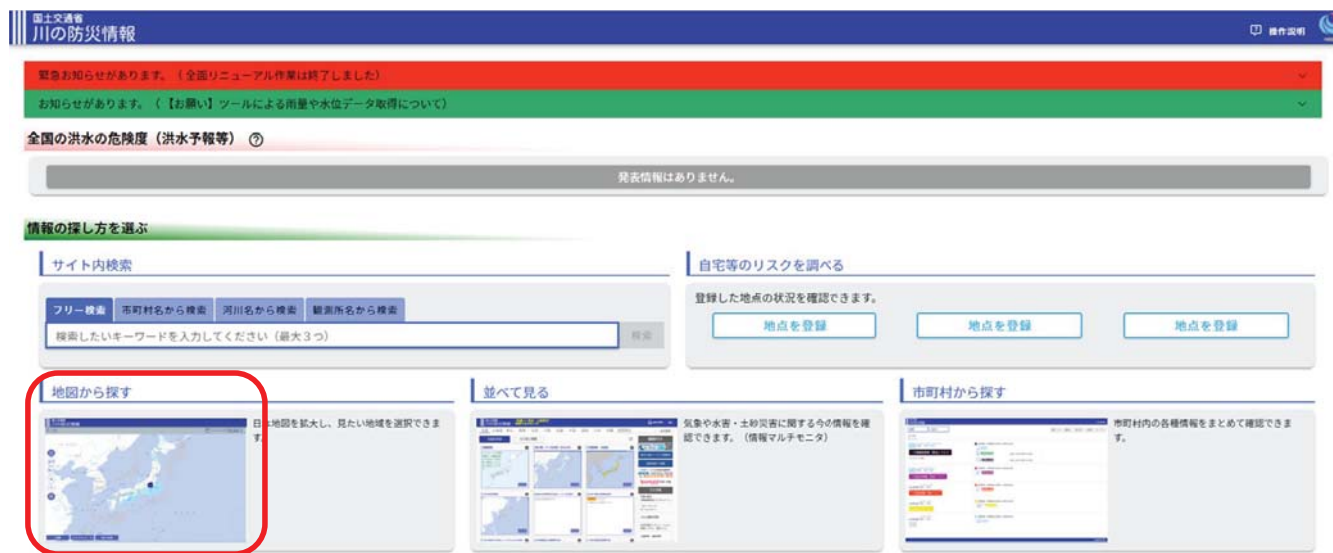 国土交通省
川の防災情報
操作説明
緊急お知らせがあります。（全面リニューアル作業は終了しました）
お知らせがあります。（【お願い】ツールによる雨量や水位データ取得について）
全国の洪水の危険度（洪水予報等） ?
発表情報はありません。
情報の探し方を選ぶ
サイト内検索
フリー検索 市町村名から検索 河川名から検索 観測所名から検索
検索したいキーワードを入力してください（最大３つ） 検索
自宅等のリスクを調べる
登録した地点の状況を確認できます。
地点を登録 地点を登録 地点を登録
地図から探す
日本地図を拡大し、見たい地域を選択できま
す。
並べて見る
気象や水害・土砂災害に関する今の情報を確
認できます。（情報マルチモニタ）
市町村から探す
市町村内の各種情報をまとめて確認できま
す。